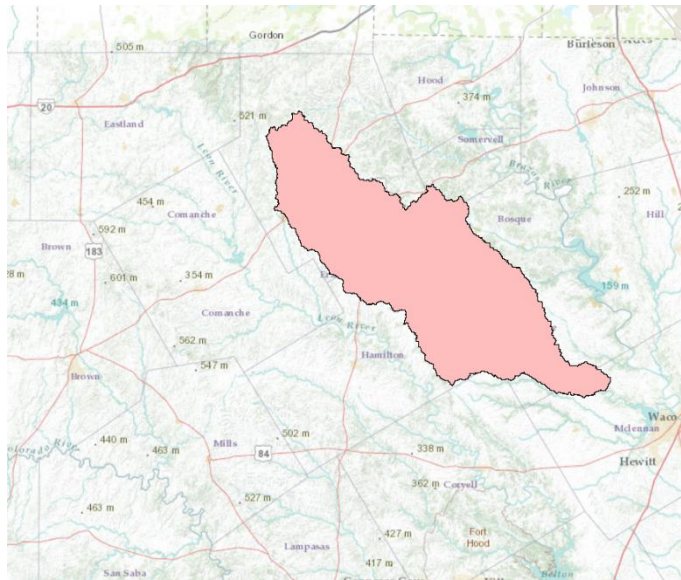 Gordon
505 m
Burleson
Hood
374 m
Johnson
20
Eastland
521 m
Leon River
Somervell
Brazos River
454 m
Comanche
252 m
Bosque
Hill
592 m
Brown
183
601 m
354 m
159 m
434 m
Comanche
Leon River
562 m
Hamilton
547 m
Brown
Waco
McLennan
440 m
463 m
Mills
502 m
84
338 m
Hewitt
362 m
Coryell
463 m
527 m
427 m
Fort
Hood
Lampasas
417 m
San Saba
Belton